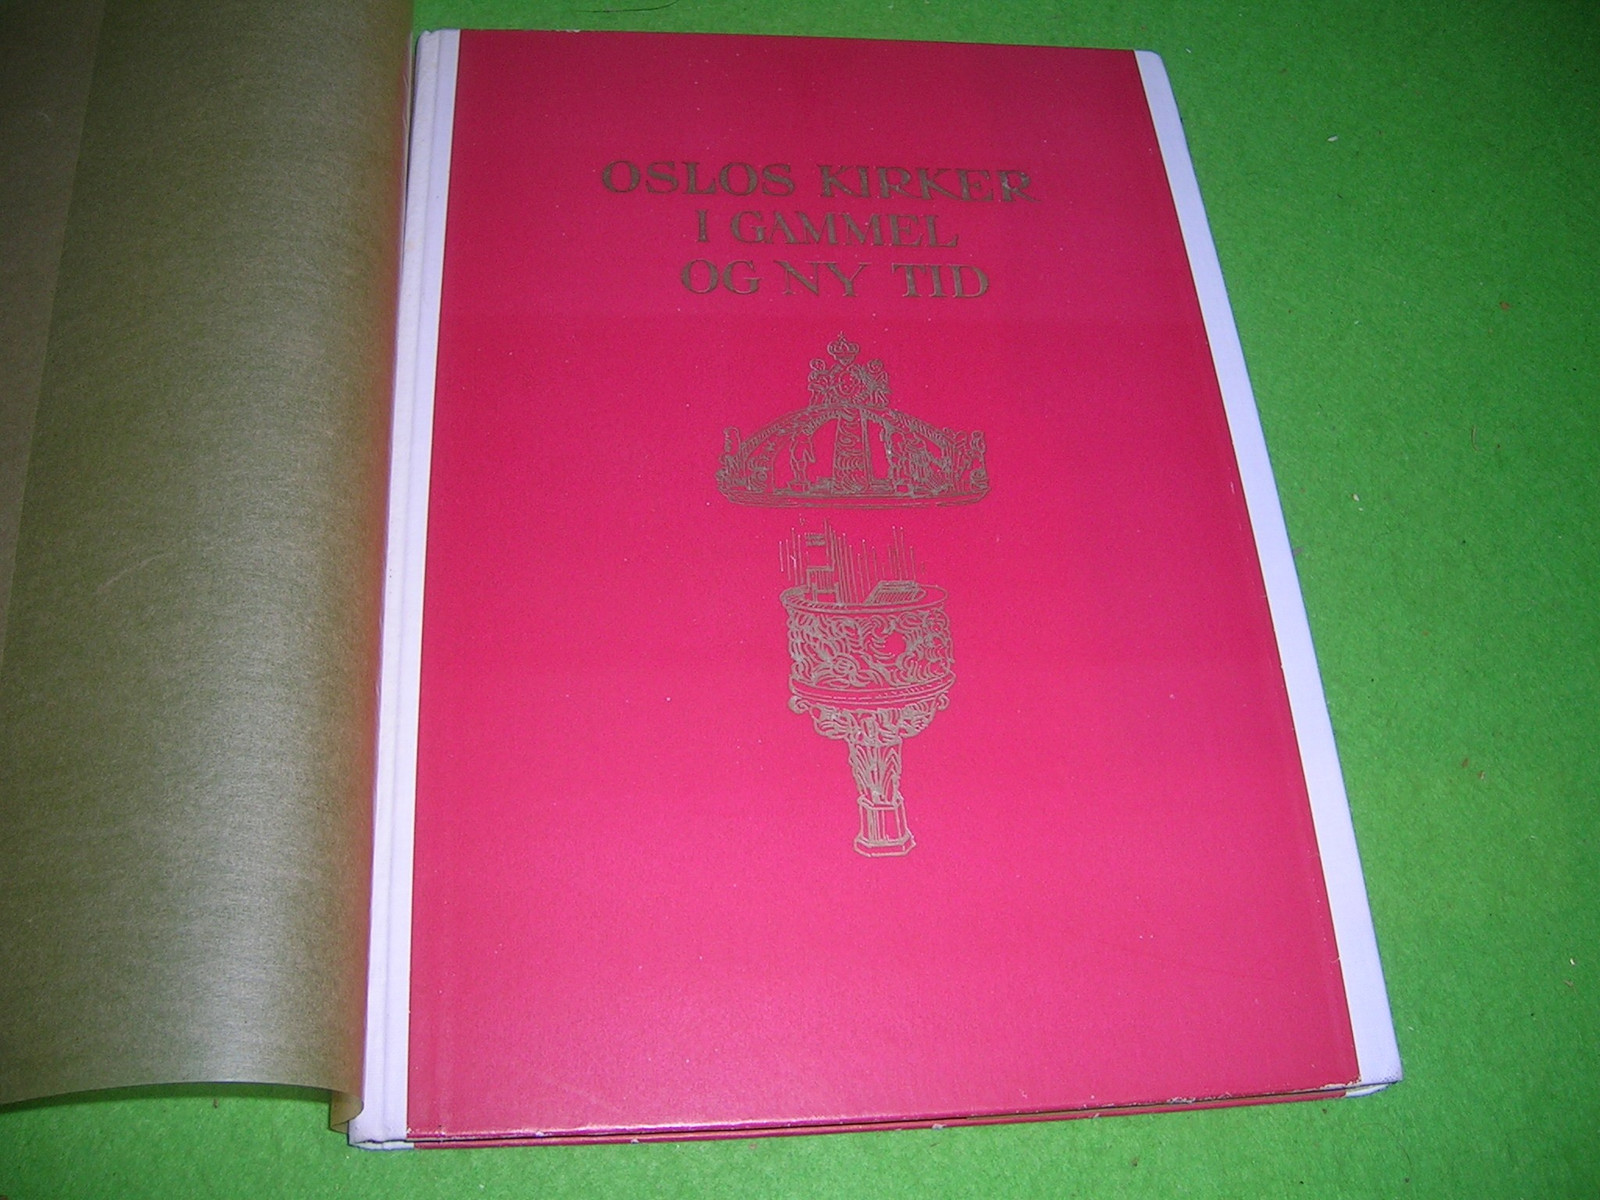 OSLOS KIRKER
I GAMMEL
OG NY TID